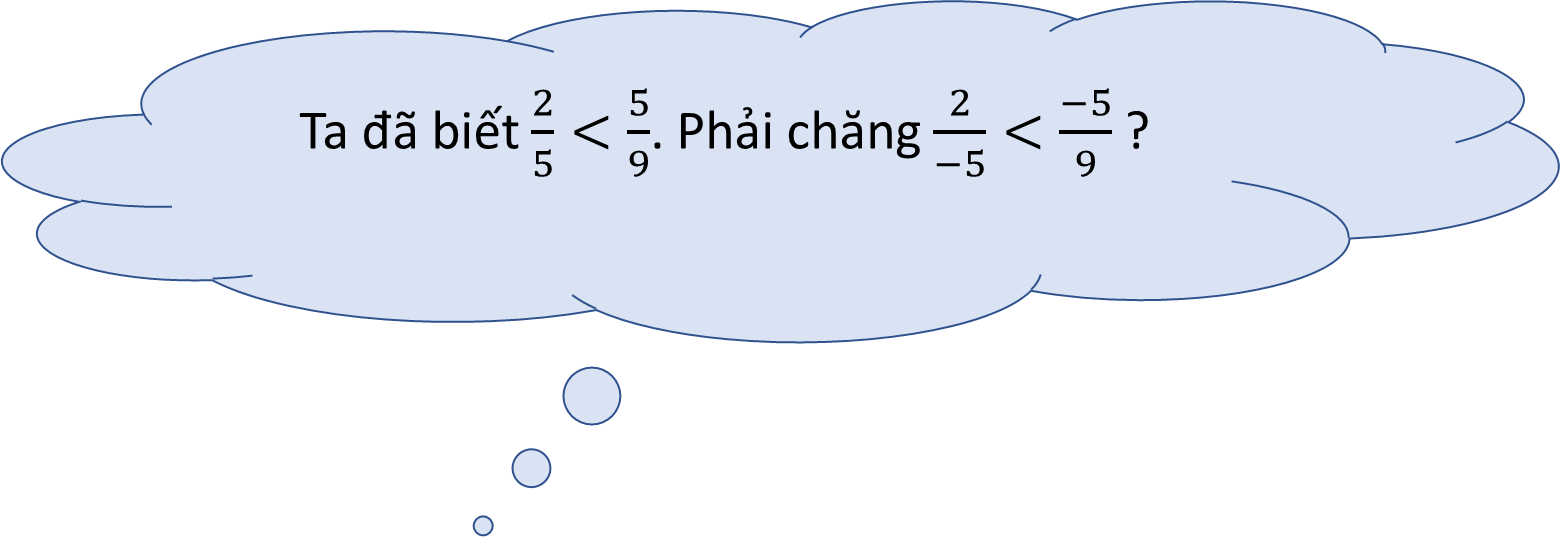 Ta đã biết 2/5 < 5/9. Phải chăng 2/−5 < −5/9 ?